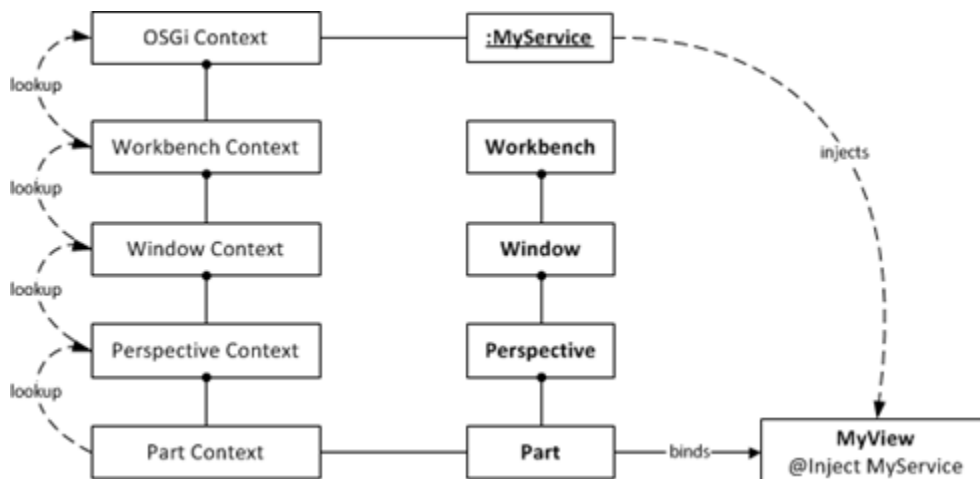 OSGi Context
:MyService
lookup
Workbench Context
Workbench
injects
lookup
Window Context
Window
lookup
Perspective Context
Perspective
lookup
Part Context
Part
binds
MyView
@Inject MyService